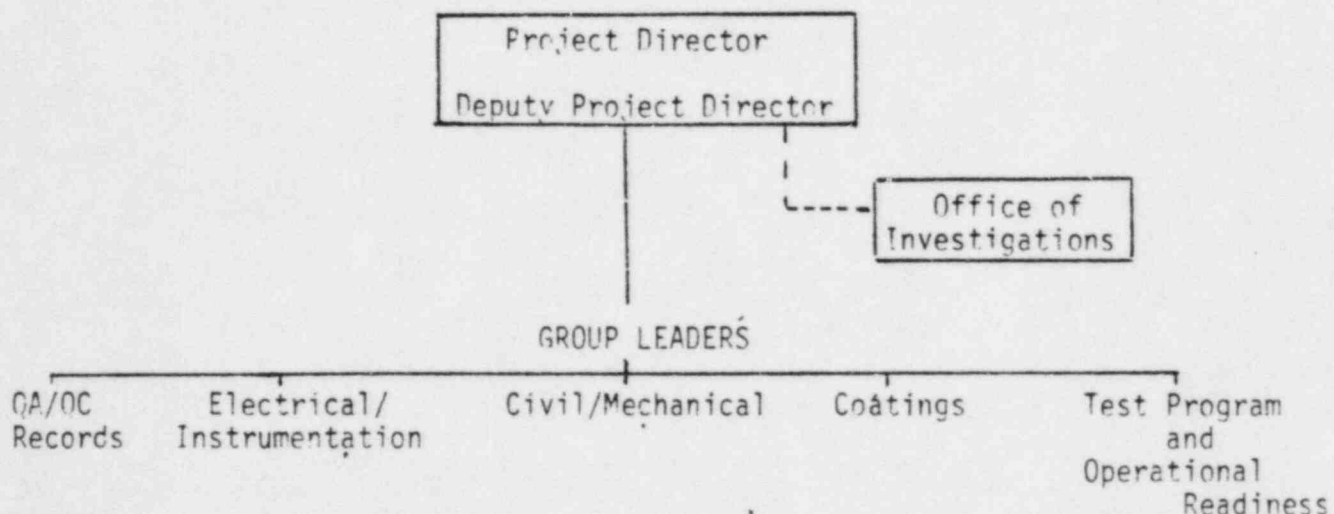 Project Director
Deputy Project Director
Office of
Investigations
GROUP LEADERS
QA/QC
Records
Electrical/
Instrumentation
Civil/Mechanical
Coatings
Test Program
and
Operational
Readiness